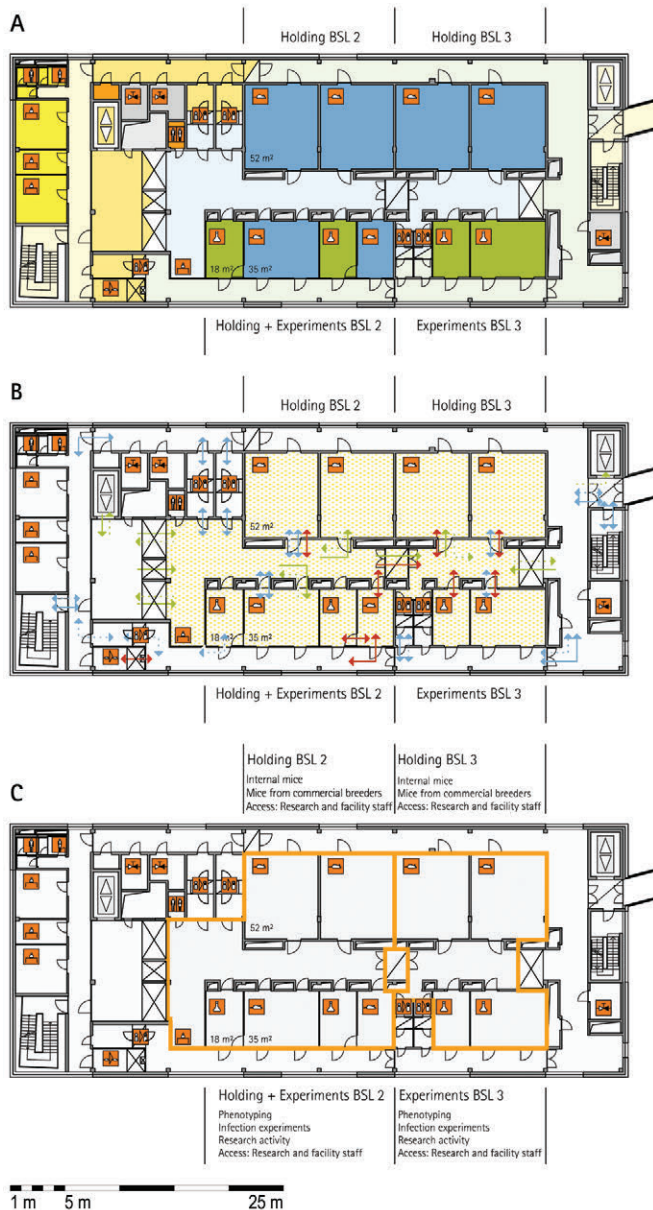 A
Holding BSL 2
Holding BSL 3
52 m²
18 m²
35 m²
Holding + Experiments BSL 2
Experiments BSL 3
B
Holding BSL 2
Holding BSL 3
52 m²
18 m²
35 m²
Holding + Experiments BSL 2
Experiments BSL 3
C
Holding BSL 2
Internal mice
Mice from commercial breeders
Access: Research and facility staff
Holding BSL 3
Internal mice
Mice from commercial breeders
Access: Research and facility staff
52 m²
18 m²
35 m²
Holding + Experiments BSL 2
Phenotyping
Infection experiments
Research activity
Access: Research and facility staff
Experiments BSL 3
Phenotyping
Infection experiments
Research activity
Access: Research and facility staff
1 m
5 m
25 m